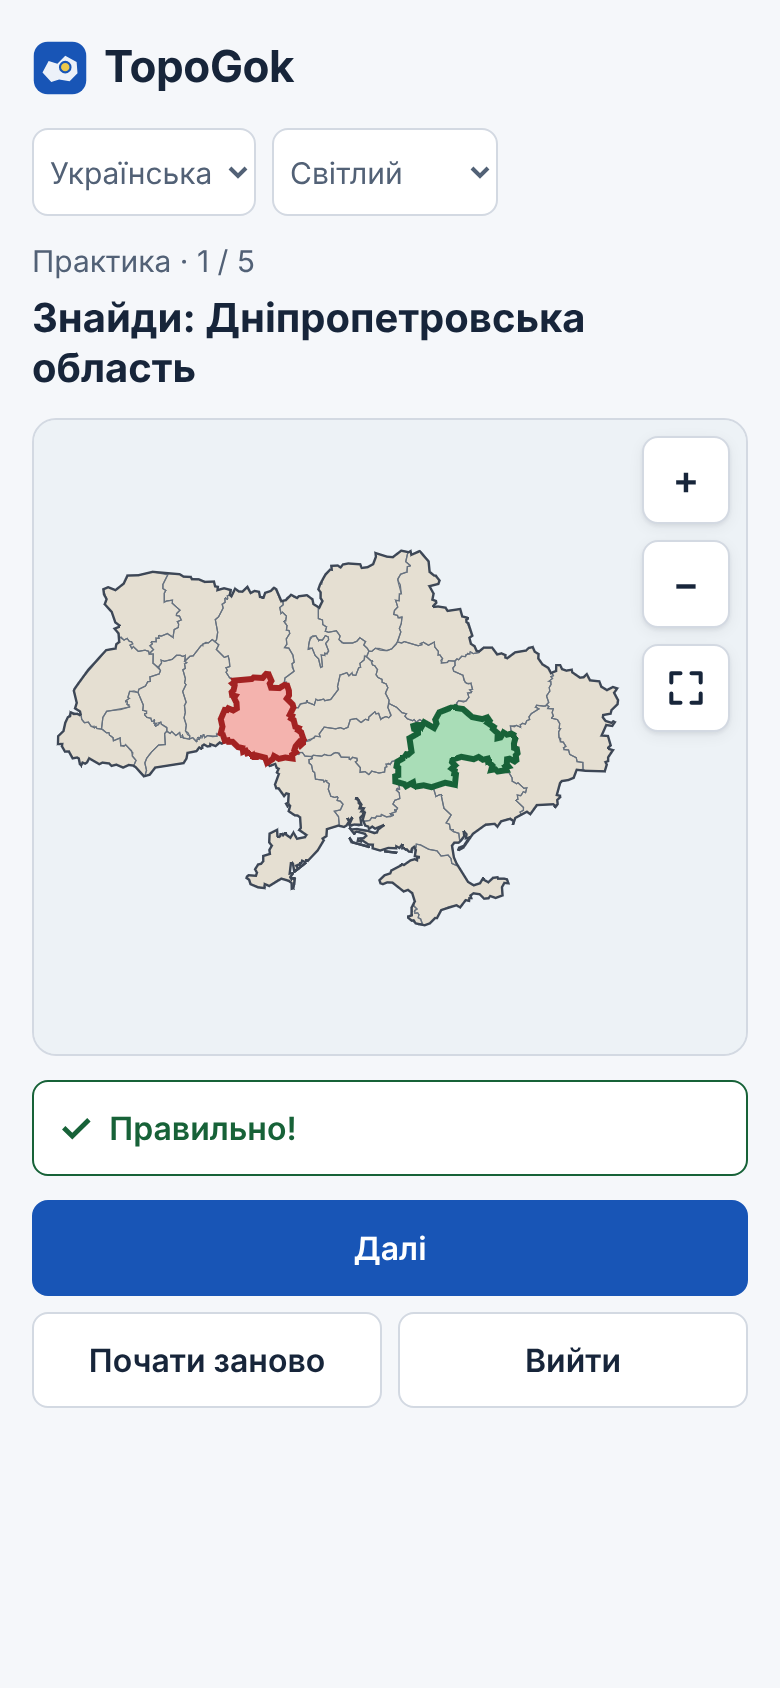 TopoGok
Українська
Світлий
Практика · 1 / 5
Знайди: Дніпропетровська
область
+
−
Правильно!
Далі
Почати заново
Вийти